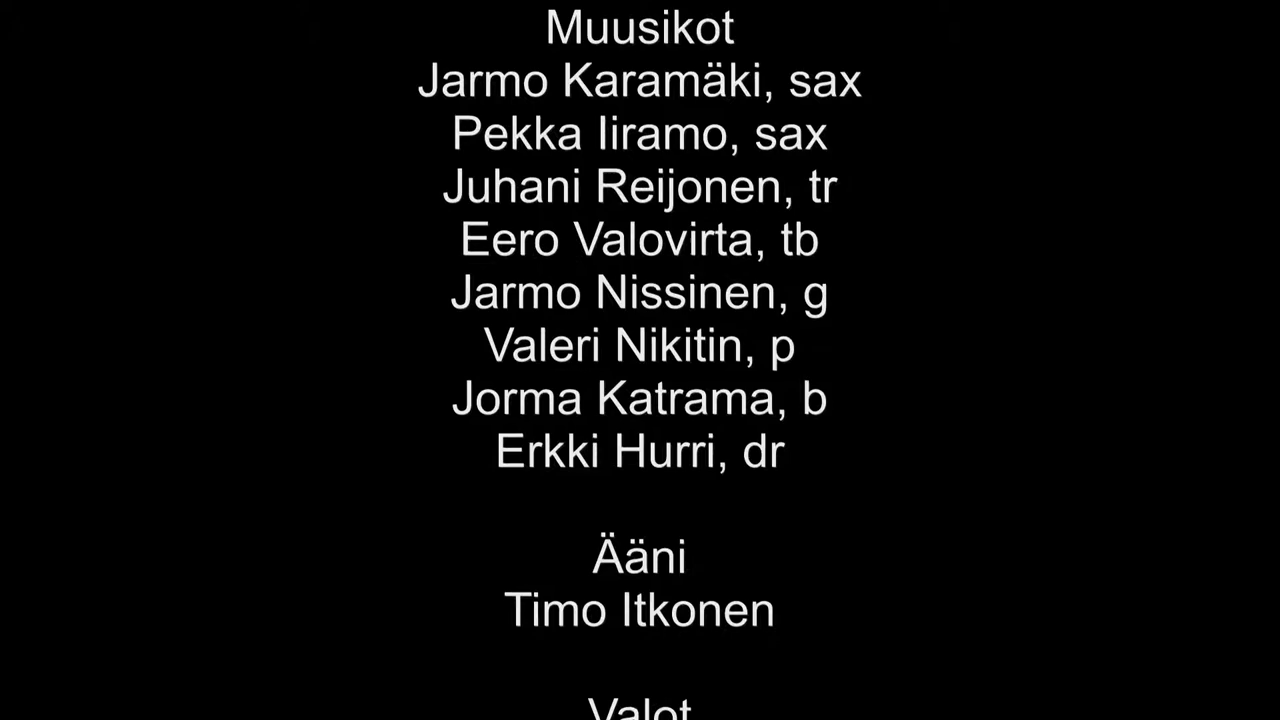 Muusikot
Jarmo Karamäki, sax
Pekka Iiramo, sax
Juhani Reijonen, tr
Eero Valovirta, tb
Jarmo Nissinen, g
Valeri Nikitin, p
Jorma Katrama, b
Erkki Hurri, dr
Ääni
Timo Itkonen
Valot